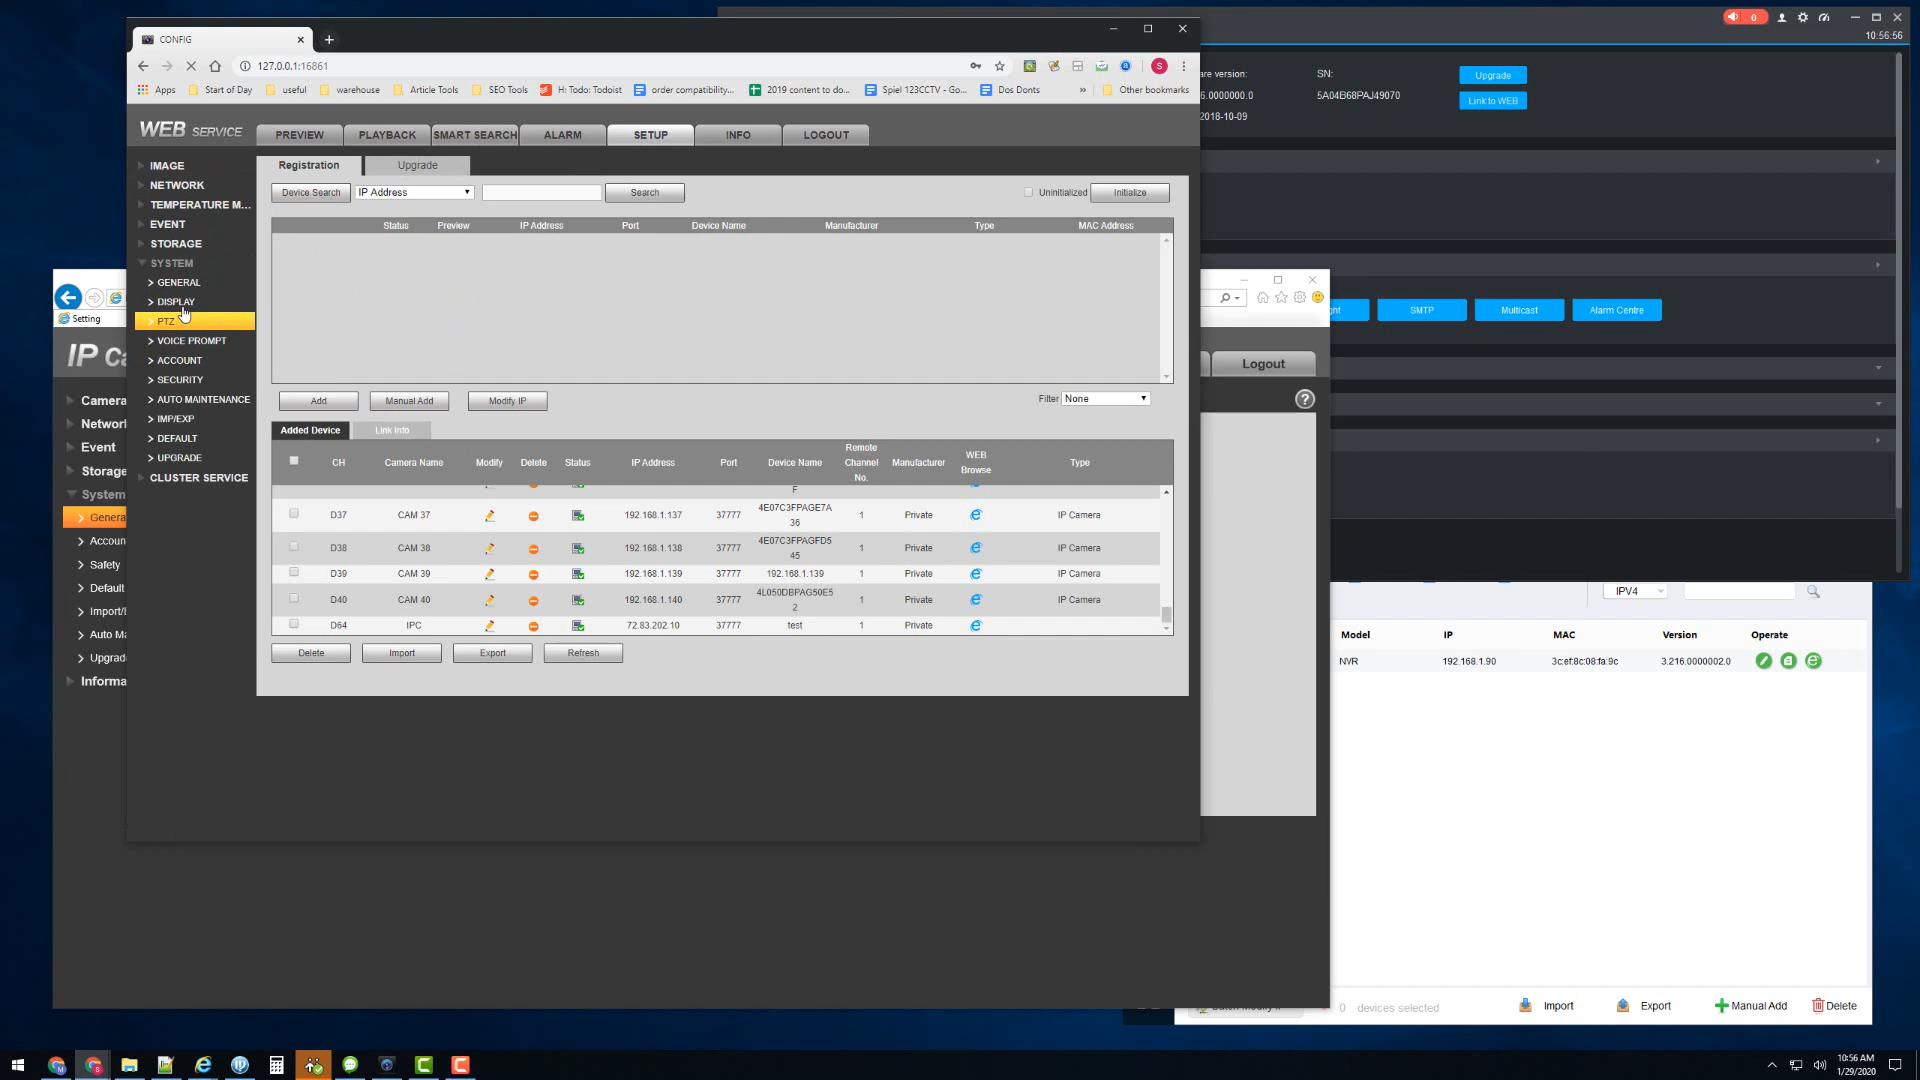 CONFIG
127.0.0.1:16861
Apps
Start of Day
useful
warehouse
Article Tools
SEO Tools
H: Todo: Todoist
order compatibility...
2019 content to do...
Spiel 123CCTV - Go...
Dos Donts
»
Other bookmarks
WEB SERVICE
PREVIEW
PLAYBACK
SMART SEARCH
ALARM
SETUP
INFO
LOGOUT
IMAGE
NETWORK
TEMPERATURE M...
EVENT
STORAGE
SYSTEM
GENERAL
DISPLAY
PTZ
VOICE PROMPT
ACCOUNT
SECURITY
AUTO MAINTENANCE
IMP/EXP
DEFAULT
UPGRADE
CLUSTER SERVICE
Registration
Upgrade
Device Search
IP Address
Search
Uninitialized
Initialize
Status Preview IP Address Port Device Name Manufacturer Type MAC Address
Add
Manual Add
Modify IP
Filter None
Added Device
Link Info
CH Camera Name Modify Delete Status IP Address Port Device Name Remote Channel No. Manufacturer WEB Browse Type
F
D37 CAM 37 192.168.1.137 37777 4E07C3FPAGE7A36 1 Private IP Camera
D38 CAM 38 192.168.1.138 37777 4E07C3FPAGFD545 1 Private IP Camera
D39 CAM 39 192.168.1.139 37777 192.168.1.139 1 Private IP Camera
D40 CAM 40 192.168.1.140 37777 4L050DBPAG50E52 1 Private IP Camera
D64 IPC 72.83.202.10 37777 test 1 Private
Delete
Import
Export
Refresh
Setting
IP Ca
Camera
Networ
Event
Storage
System
Genera
Accoun
Safety
Default
Import/E
Auto Ma
Upgrad
Informa
Logout
?
0
10:56:56
are version:
SN:
6.0000000.0
5A04B68PAJ49070
2018-10-09
Upgrade
Link to WEB
ght
SMTP
Multicast
Alarm Centre
IPV4
Model IP MAC Version Operate
NVR 192.168.1.90 3c:ef:8c:08:fa:9c 3.216.0000002.0
0 devices selected
Import
Export
Manual Add
Delete
10:56 AM
1/29/2020